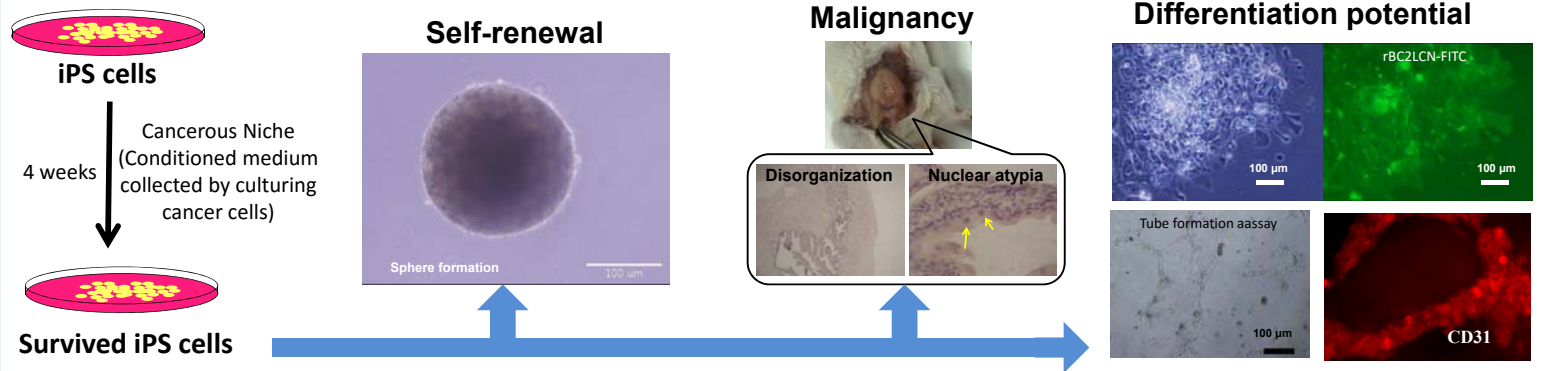 iPS cells
4 weeks
Cancerous Niche
(Conditioned medium
collected by culturing
cancer cells)
Survived iPS cells
Self-renewal
Sphere formation
100 um
Malignancy
Disorganization
Nuclear atypia
Differentiation potential
rBC2LCN-FITC
100 µm
100 µm
Tube formation aassay
100 µm
CD31